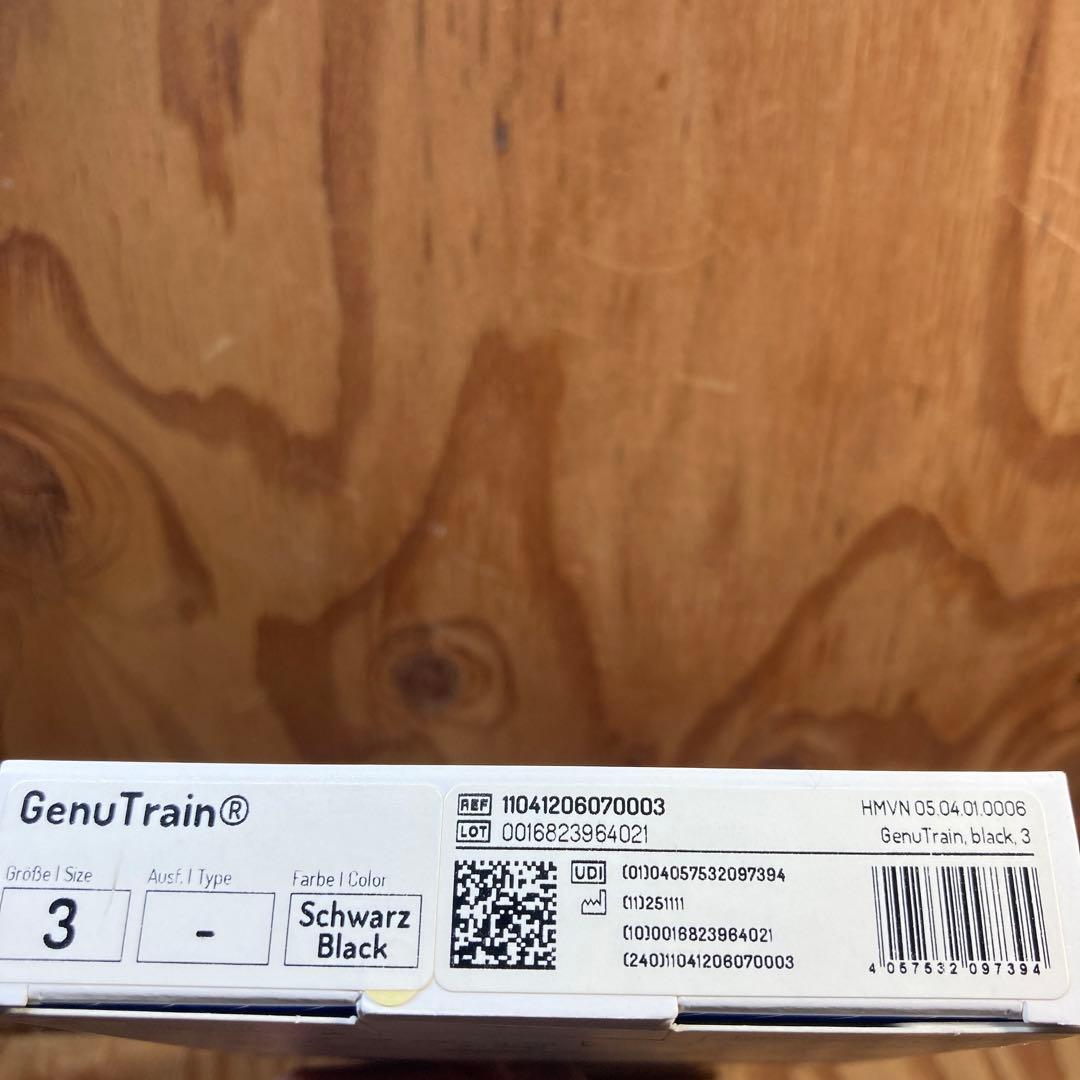 GenuTrain®
Größe | Size
3
Ausf. | Type
-
Farbe | Color
Schwarz
Black
REF 11041206070003
LOT 0016823964021
HMVN 05.04.01.0006
GenuTrain, black, 3
UDI (01)04057532097394
(11)251111
(10)0016823964021
(240)11041206070003
4 057532 097394